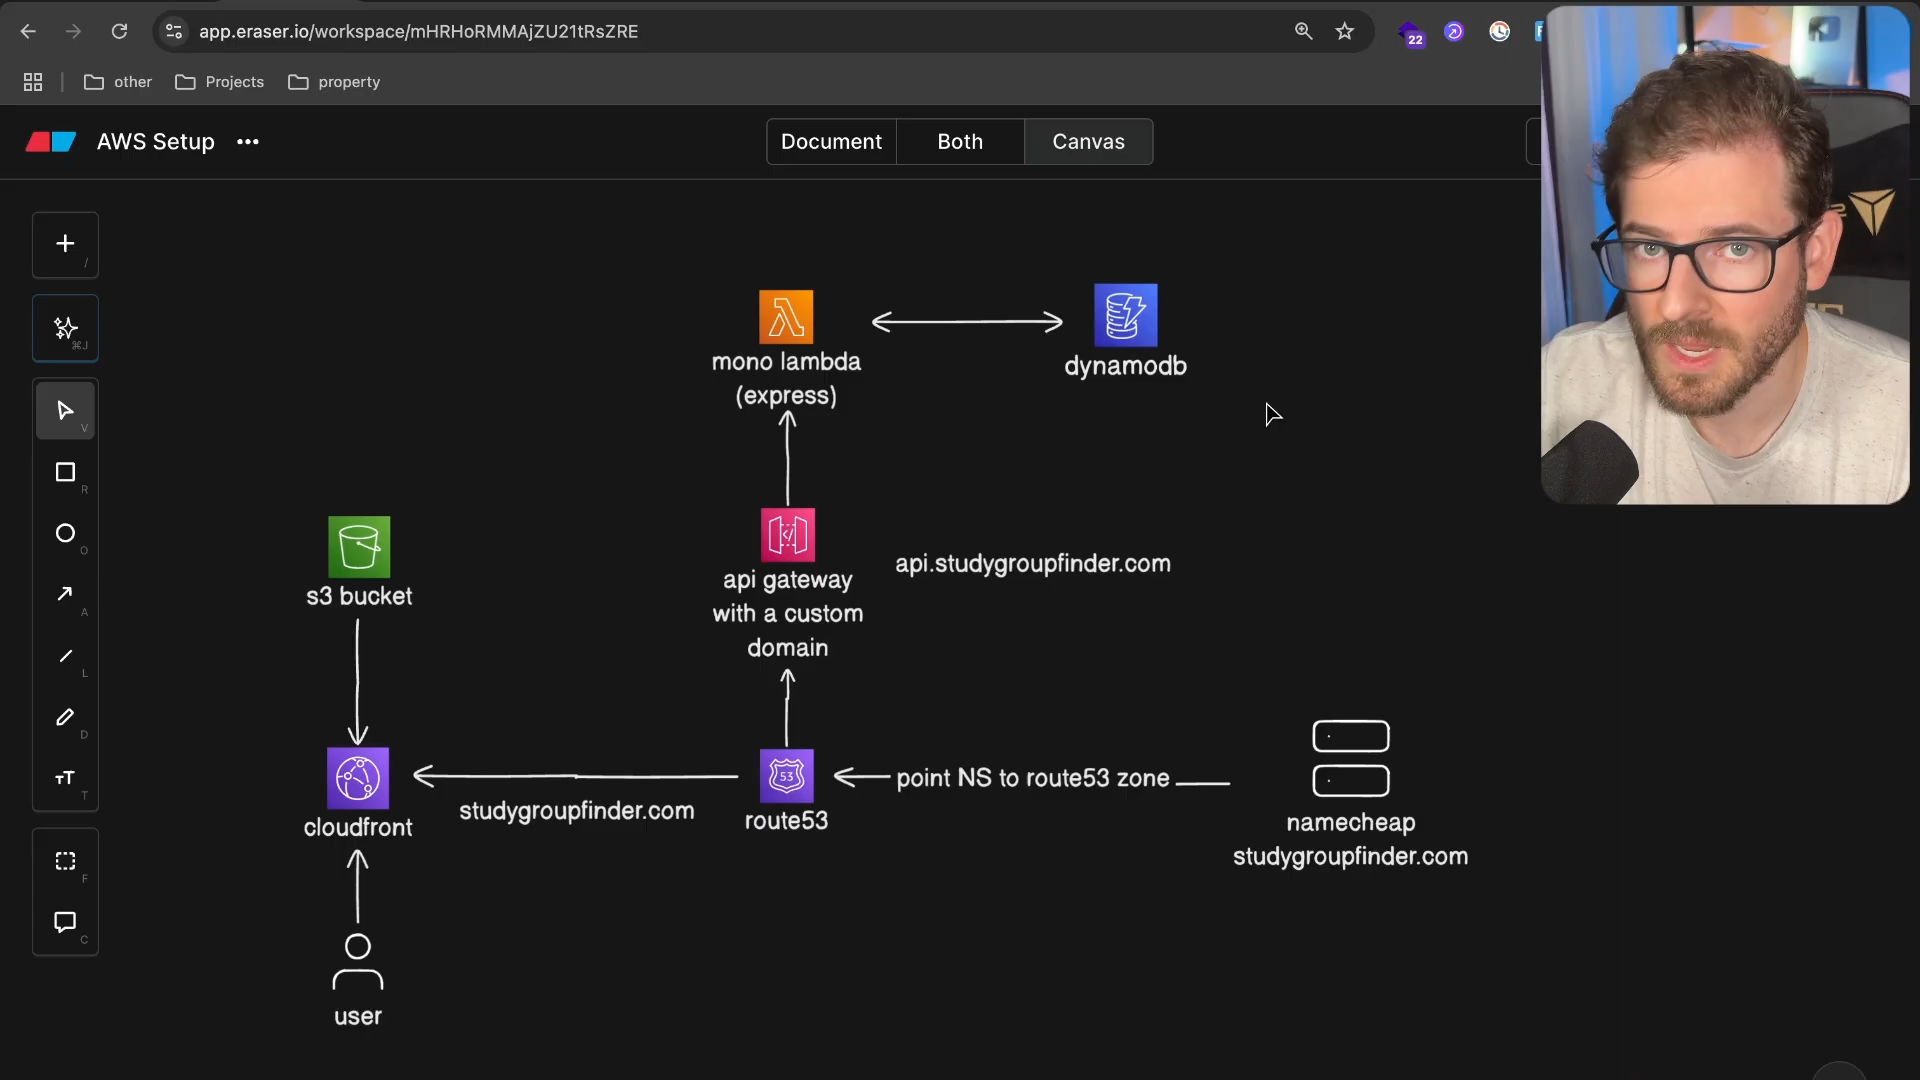 app.eraser.io/workspace/mHRHoRMMAjZU21tRsZRE
22
other
Projects
property
AWS Setup
Document
Both
Canvas
/
⌘J
V
R
O
A
L
D
T
F
C
mono lambda
(express)
dynamodb
s3 bucket
api gateway
with a custom
domain
api.studygroupfinder.com
point NS to route53 zone
53
studygroupfinder.com
route53
cloudfront
namecheap
studygroupfinder.com
user